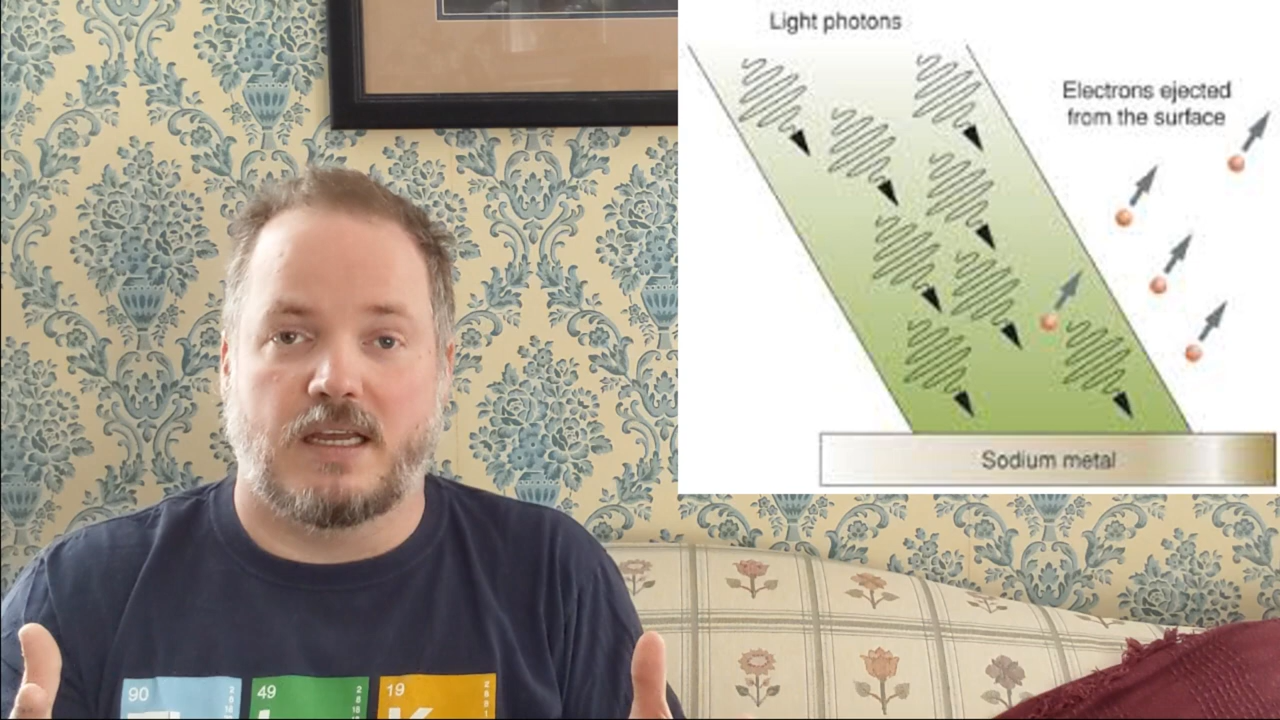 Light photons
Electrons ejected
from the surface
Sodium metal
90
49
19
K